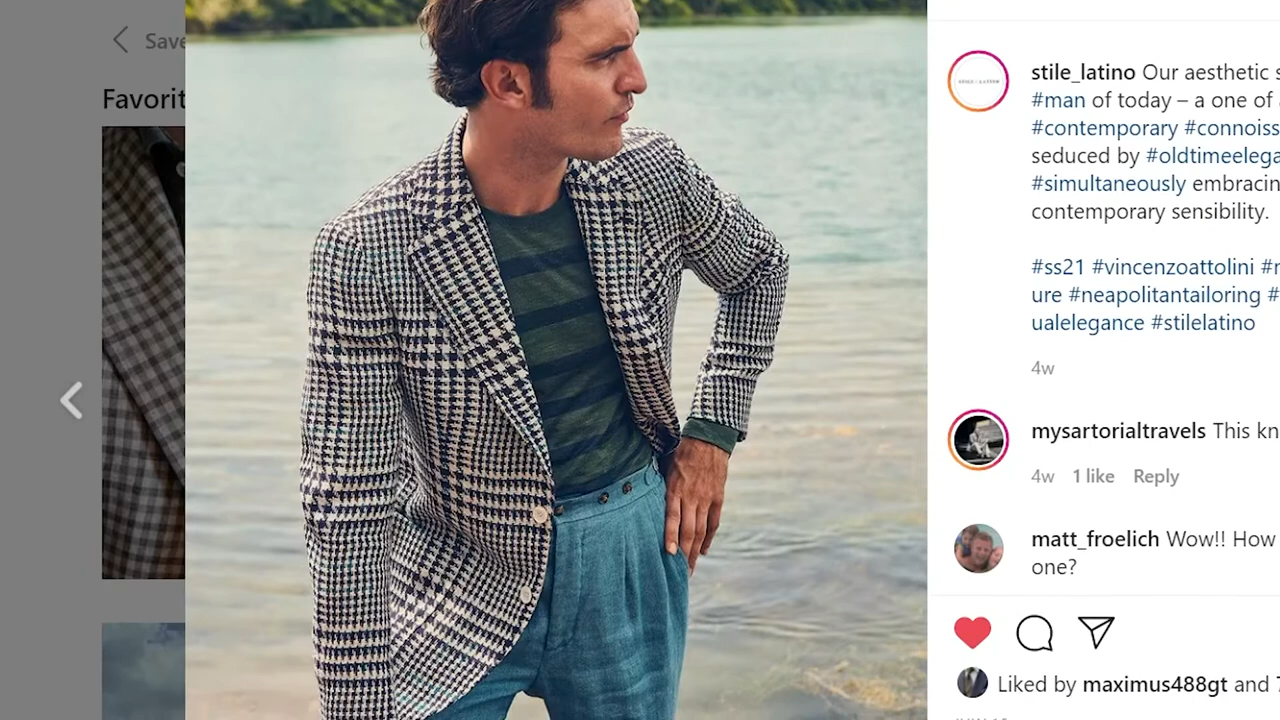 Save
Favorit
stile_latino Our aesthetic s
#man of today – a one of a
#contemporary #connoiss
seduced by #oldtimeelega
#simultaneously embracin
contemporary sensibility.
#ss21 #vincenzoattolini #r
ure #neapolitantailoring #
ualelegance #stilelatino
4w
mysartorialtravels This kn
4w 1 like Reply
matt_froelich Wow!! How
one?
Liked by maximus488gt and 7